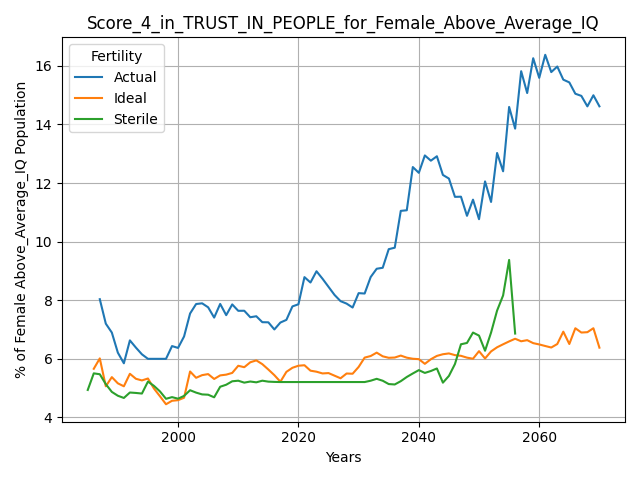 Score_4_in_TRUST_IN_PEOPLE_for_Female_Above_Average_IQ
% of Female Above_Average_IQ Population
Fertility
Actual
Ideal
Sterile
16
14
12
10
8
6
4
2000
2020
2040
2060
Years